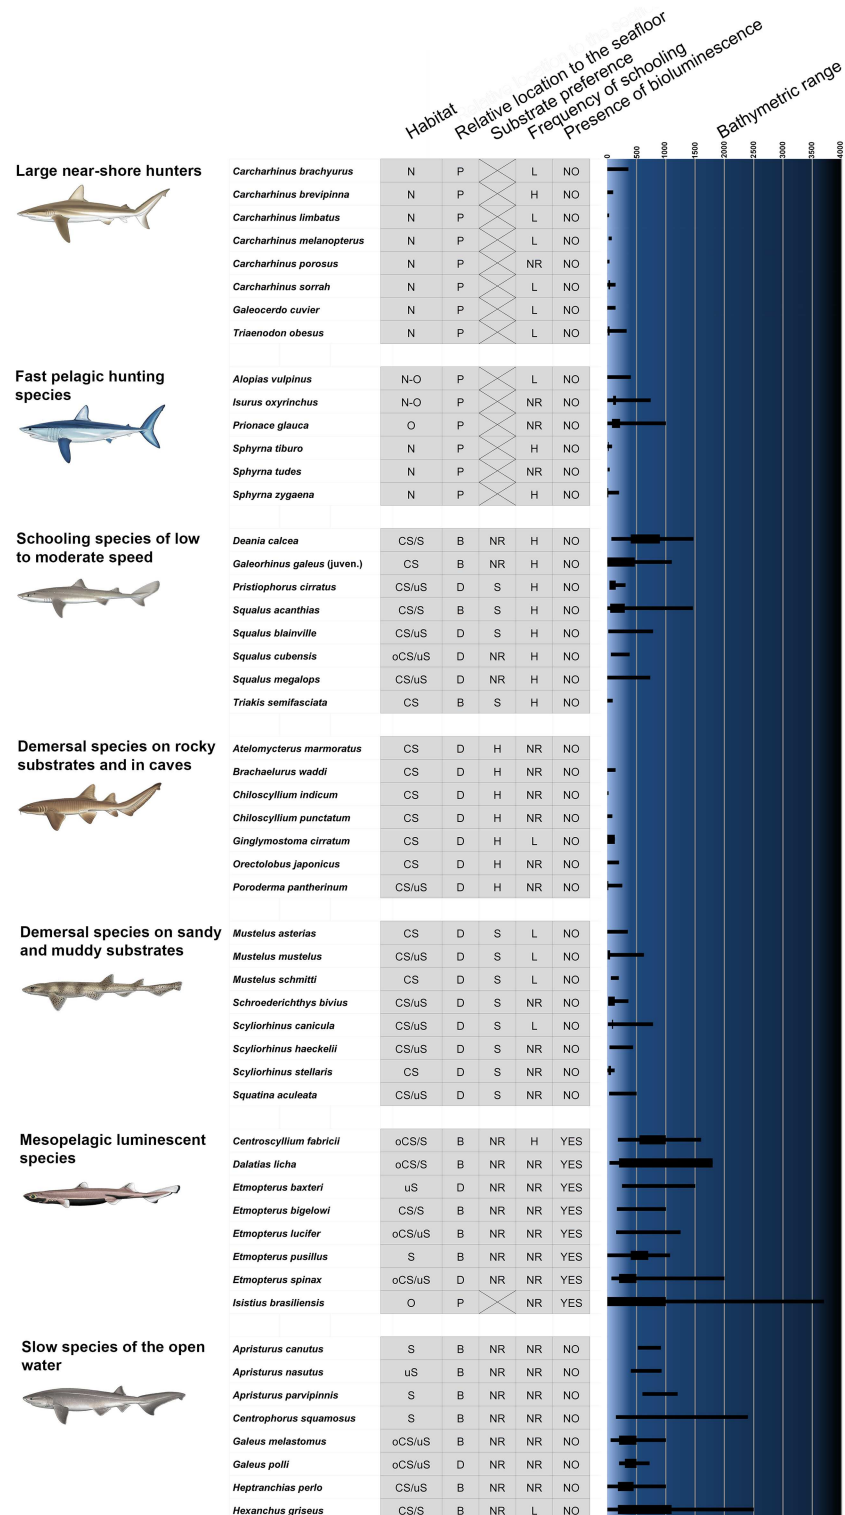 Habitat
Relative location to the seafloor
Substrate preference
Frequency of schooling
Presence of bioluminescence
Bathymetric range
500
1000
1500
2000
2500
3000
3500
4000
Large near-shore hunters
Carcharhinus brachyurus N P L NO
Carcharhinus brevipinna N P H NO
Carcharhinus limbatus N P L NO
Carcharhinus melanopterus N P L NO
Carcharhinus porosus N P NR NO
Carcharhinus sorrah N P L NO
Galeocerdo cuvier N P L NO
Triaenodon obesus N P L NO
Fast pelagic hunting
species
Alopias vulpinus N-O P L NO
Isurus oxyrinchus N-O P NR NO
Prionace glauca O P NR NO
Sphyrna tiburo N P H NO
Sphyrna tudes N P NR NO
Sphyrna zygaena N P H NO
Schooling species of low
to moderate speed
Deania calcea CS/S B NR H NO
Galeorhinus galeus (juven.) CS B NR H NO
Pristiophorus cirratus CS/uS D S H NO
Squalus acanthias CS/S B S H NO
Squalus blainville CS/uS D S H NO
Squalus cubensis oCS/uS D NR H NO
Squalus megalops CS/uS D NR H NO
Triakis semifasciata CS B S H NO
Demersal species on rocky
substrates and in caves
Atelomycterus marmoratus CS D H NR NO
Brachaelurus waddi CS D H NR NO
Chiloscyllium indicum CS D H NR NO
Chiloscyllium punctatum CS D H NR NO
Ginglymostoma cirratum CS D H L NO
Orectolobus japonicus CS D H NR NO
Poroderma pantherinum CS/uS D H NR NO
Demersal species on sandy
and muddy substrates
Mustelus asterias CS D S L NO
Mustelus mustelus CS/uS D S L NO
Mustelus schmitti CS D S L NO
Schroederichthys bivius CS/uS D S NR NO
Scyliorhinus canicula CS/uS D S L NO
Scyliorhinus haeckelii CS/uS D S NR NO
Scyliorhinus stellaris CS D S NR NO
Squatina aculeata CS/uS D S NR NO
Mesopelagic luminescent
species
Centroscyllium fabricii oCS/S B NR H YES
Dalatias licha oCS/S B NR NR YES
Etmopterus baxteri uS D NR NR YES
Etmopterus bigelowi CS/S B NR NR YES
Etmopterus lucifer oCS/uS B NR NR YES
Etmopterus pusillus S B NR NR YES
Etmopterus spinax oCS/uS D NR NR YES
Isistius brasiliensis O P NR YES
Slow species of the open
water
Apristurus canutus S B NR NR NO
Apristurus nasutus uS B NR NR NO
Apristurus parvipinnis S B NR NR NO
Centrophorus squamosus S B NR NR NO
Galeus melastomus oCS/uS B NR NR NO
Galeus polli oCS/uS D NR NR NO
Heptranchias perlo CS/uS B NR NR NO
Hexanchus griseus CS/S B NR L NO